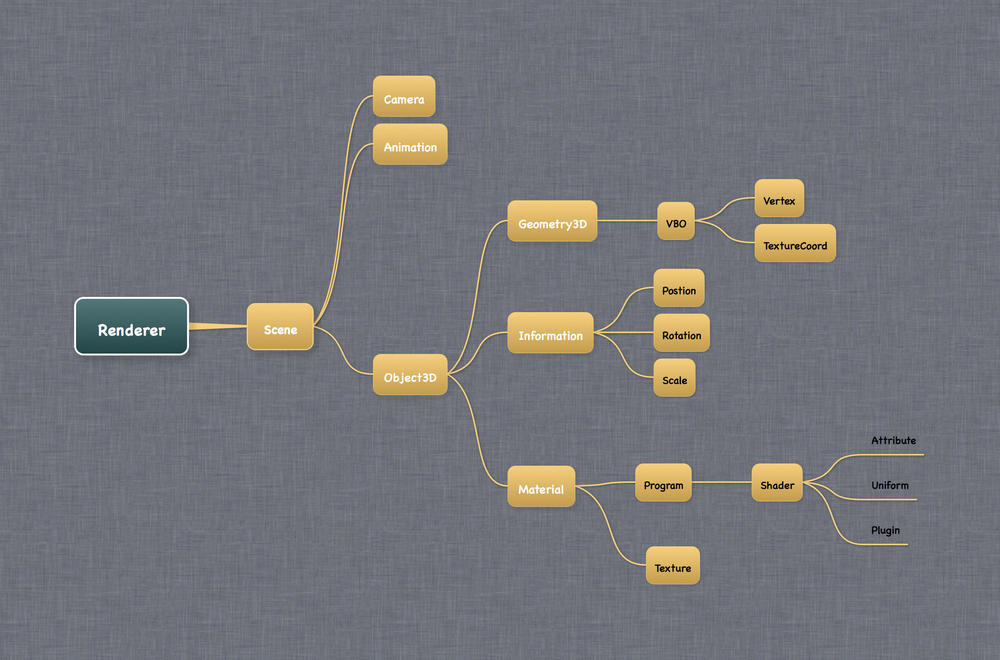 Renderer
Scene
Camera
Animation
Object3D
Geometry3D
VBO
Vertex
TextureCoord
Information
Postion
Rotation
Scale
Material
Program
Shader
Attribute
Uniform
Plugin
Texture